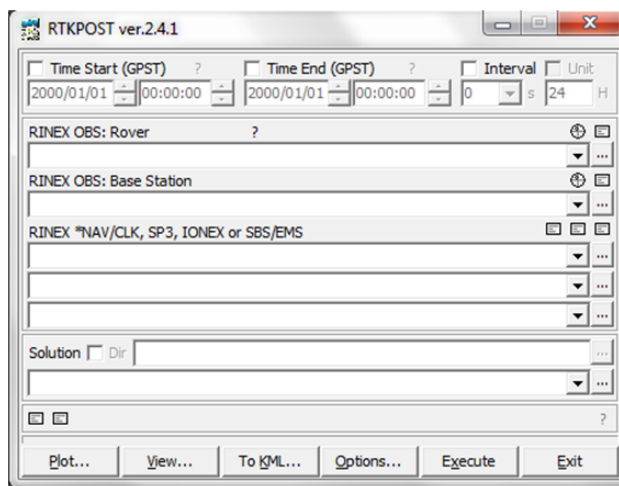 RTKPOST ver.2.4.1
Time Start (GPST) ? Time End (GPST) ? Interval Unit
2000/01/01 00:00:00 2000/01/01 00:00:00 0 s 24 H
RINEX OBS: Rover ?
...
RINEX OBS: Base Station
...
RINEX *NAV/CLK, SP3, IONEX or SBS/EMS
...
...
...
Solution Dir ...
...
?
Plot... View... To KML... Options... Execute Exit